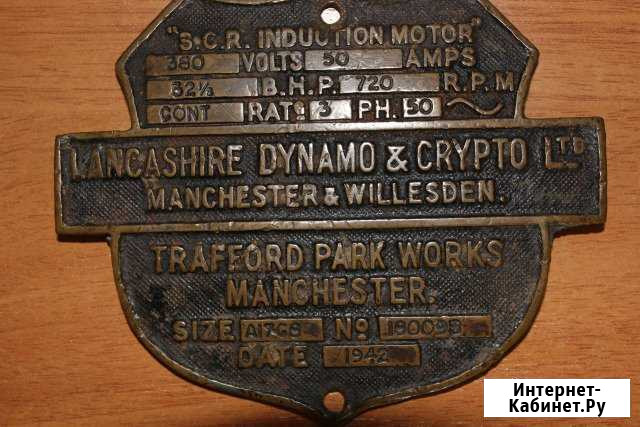 "S.C.R. INDUCTION MOTOR"
380 VOLTS 50 AMPS
32½ B.H.P. 720 R.P.M
CONT RATG 3 PH. 50 ~
LANCASHIRE DYNAMO & CRYPTO LTD
MANCHESTER & WILLESDEN.
TRAFFORD PARK WORKS
MANCHESTER.
SIZE No
DATE 1942
Интернет-
Кабинет.Ру